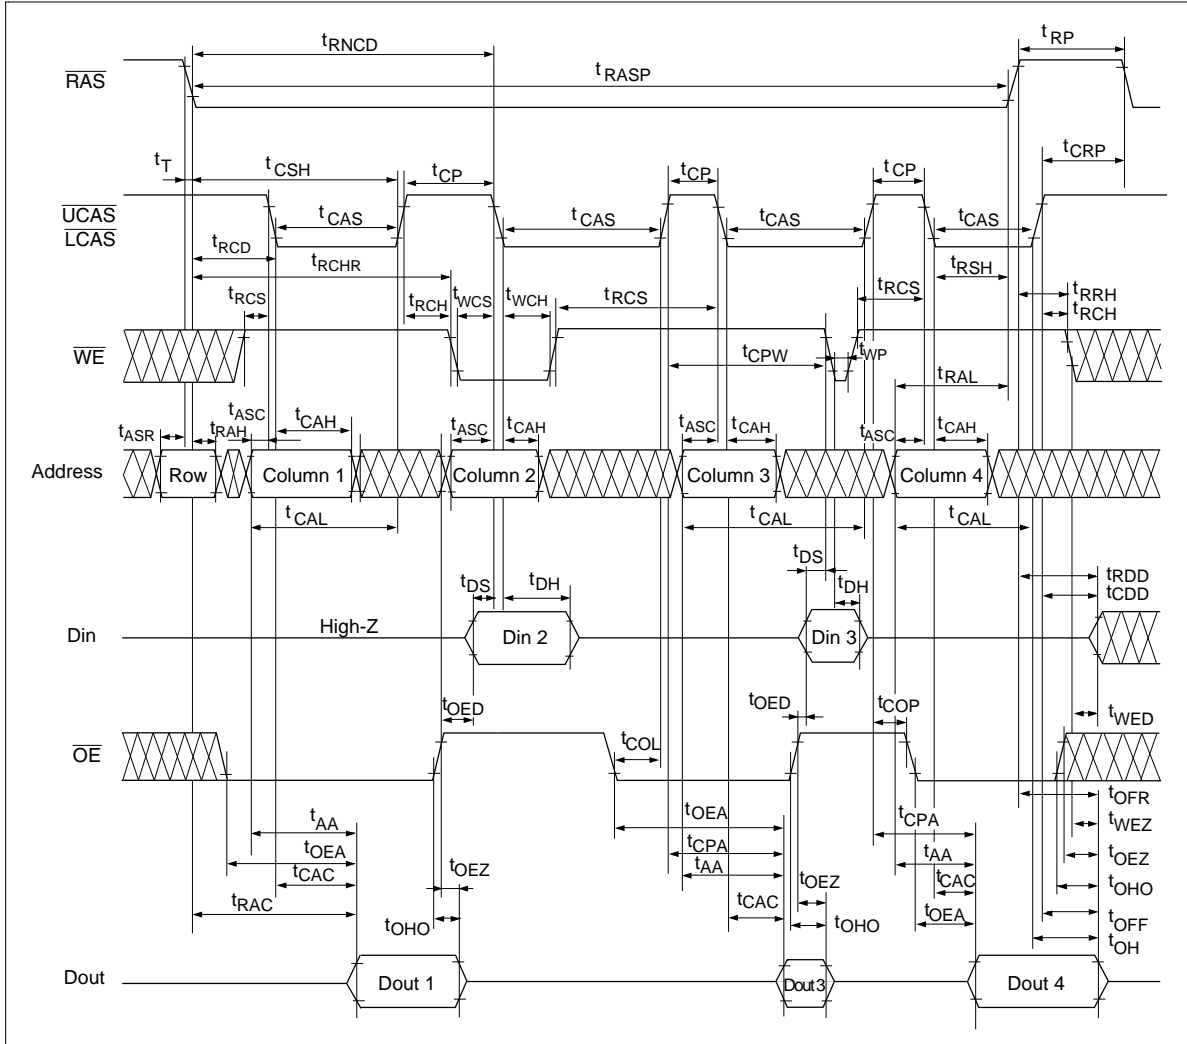 tRNCD
tRP
RAS
tRASP
tT
tCSH
tCP
tCP
tCP
tCRP
UCAS
LCAS
tCAS
tCAS
tCAS
tCAS
tRCD
tRCHR
tRSH
tRCS
tRCH
tWCS
tWCH
tRCS
tRCS
tRRH
tRCH
WE
tCPW
tWP
tRAL
tASR
tASC
tRAH
tCAH
tASC
tCAH
tASC
tCAH
tASC
tCAH
Address
Row
Column 1
Column 2
Column 3
Column 4
tCAL
tCAL
tCAL
tDS
tDH
tDS
tDH
tRDD
tCDD
Din
High-Z
Din 2
Din 3
tOED
tOED
tCOP
tWED
OE
tCOL
tAA
tOEA
tCAC
tRAC
tOEZ
tOHO
tOEA
tCPA
tAA
tCAC
tOEZ
tOHO
tCPA
tAA
tCAC
tOEA
tOFR
tWEZ
tOEZ
tOHO
tOFF
tOH
Dout
Dout 1
Dout 3
Dout 4